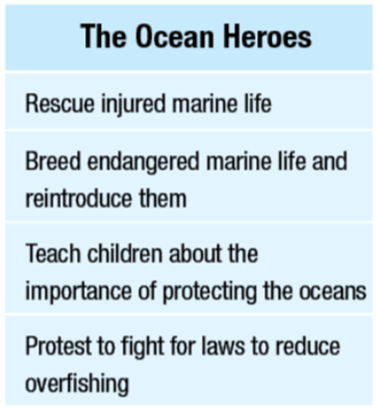 The Ocean Heroes
Rescue injured marine life
Breed endangered marine life and
reintroduce them
Teach children about the
importance of protecting the oceans
Protest to fight for laws to reduce
overfishing